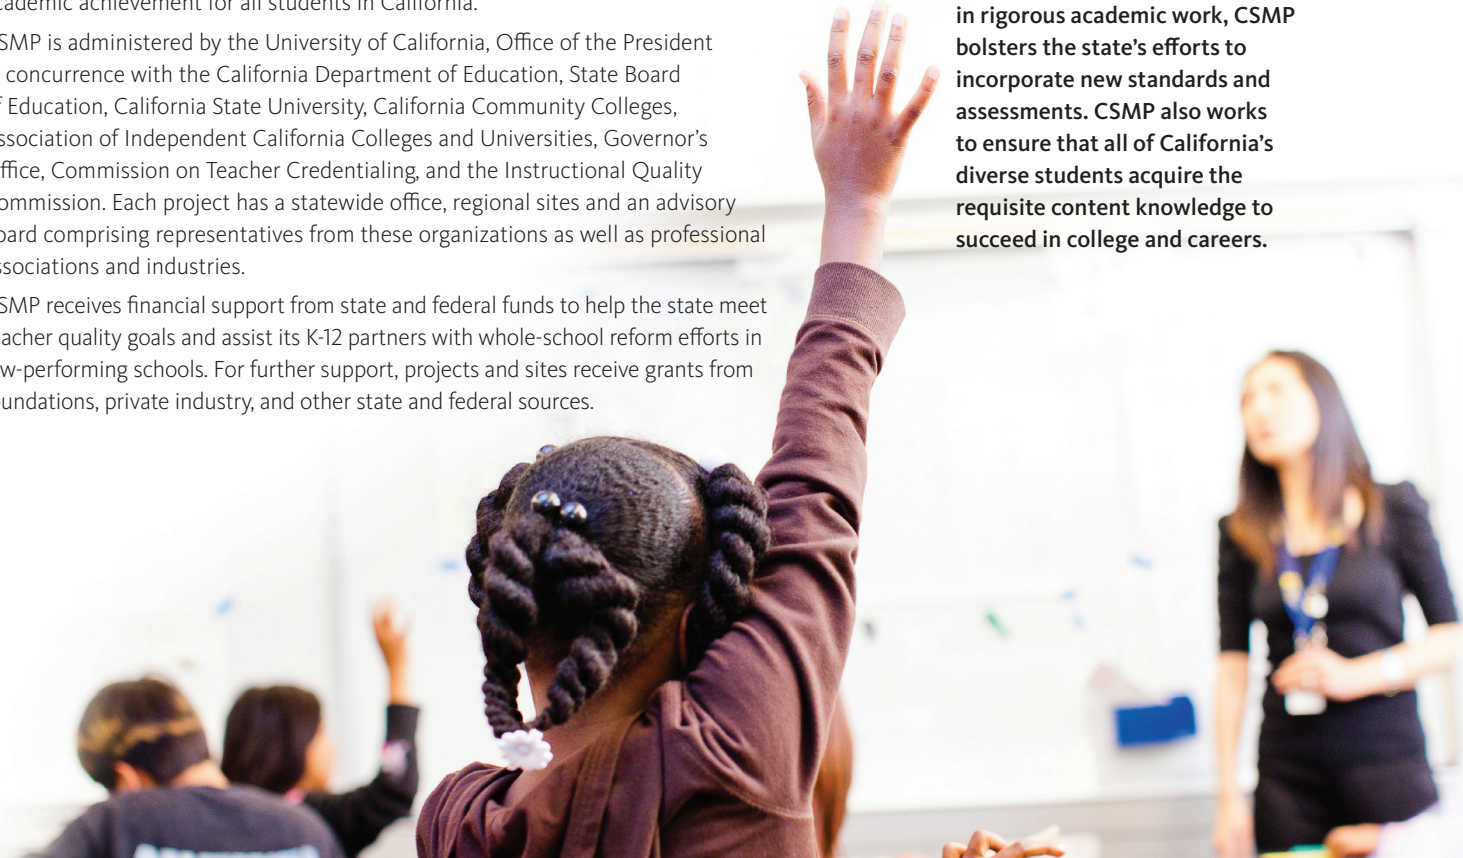 academic achievement for all students in California.
SMP is administered by the University of California, Office of the President
concurrence with the California Department of Education, State Board
f Education, California State University, California Community Colleges,
ssociation of Independent California Colleges and Universities, Governor’s
ffice, Commission on Teacher Credentialing, and the Instructional Quality
ommission. Each project has a statewide office, regional sites and an advisory
oard comprising representatives from these organizations as well as professional
ssociations and industries.
SMP receives financial support from state and federal funds to help the state meet
acher quality goals and assist its K-12 partners with whole-school reform efforts in
w-performing schools. For further support, projects and sites receive grants from
undations, private industry, and other state and federal sources.
in rigorous academic work, CSMP
bolsters the state’s efforts to
incorporate new standards and
assessments. CSMP also works
to ensure that all of California’s
diverse students acquire the
requisite content knowledge to
succeed in college and careers.